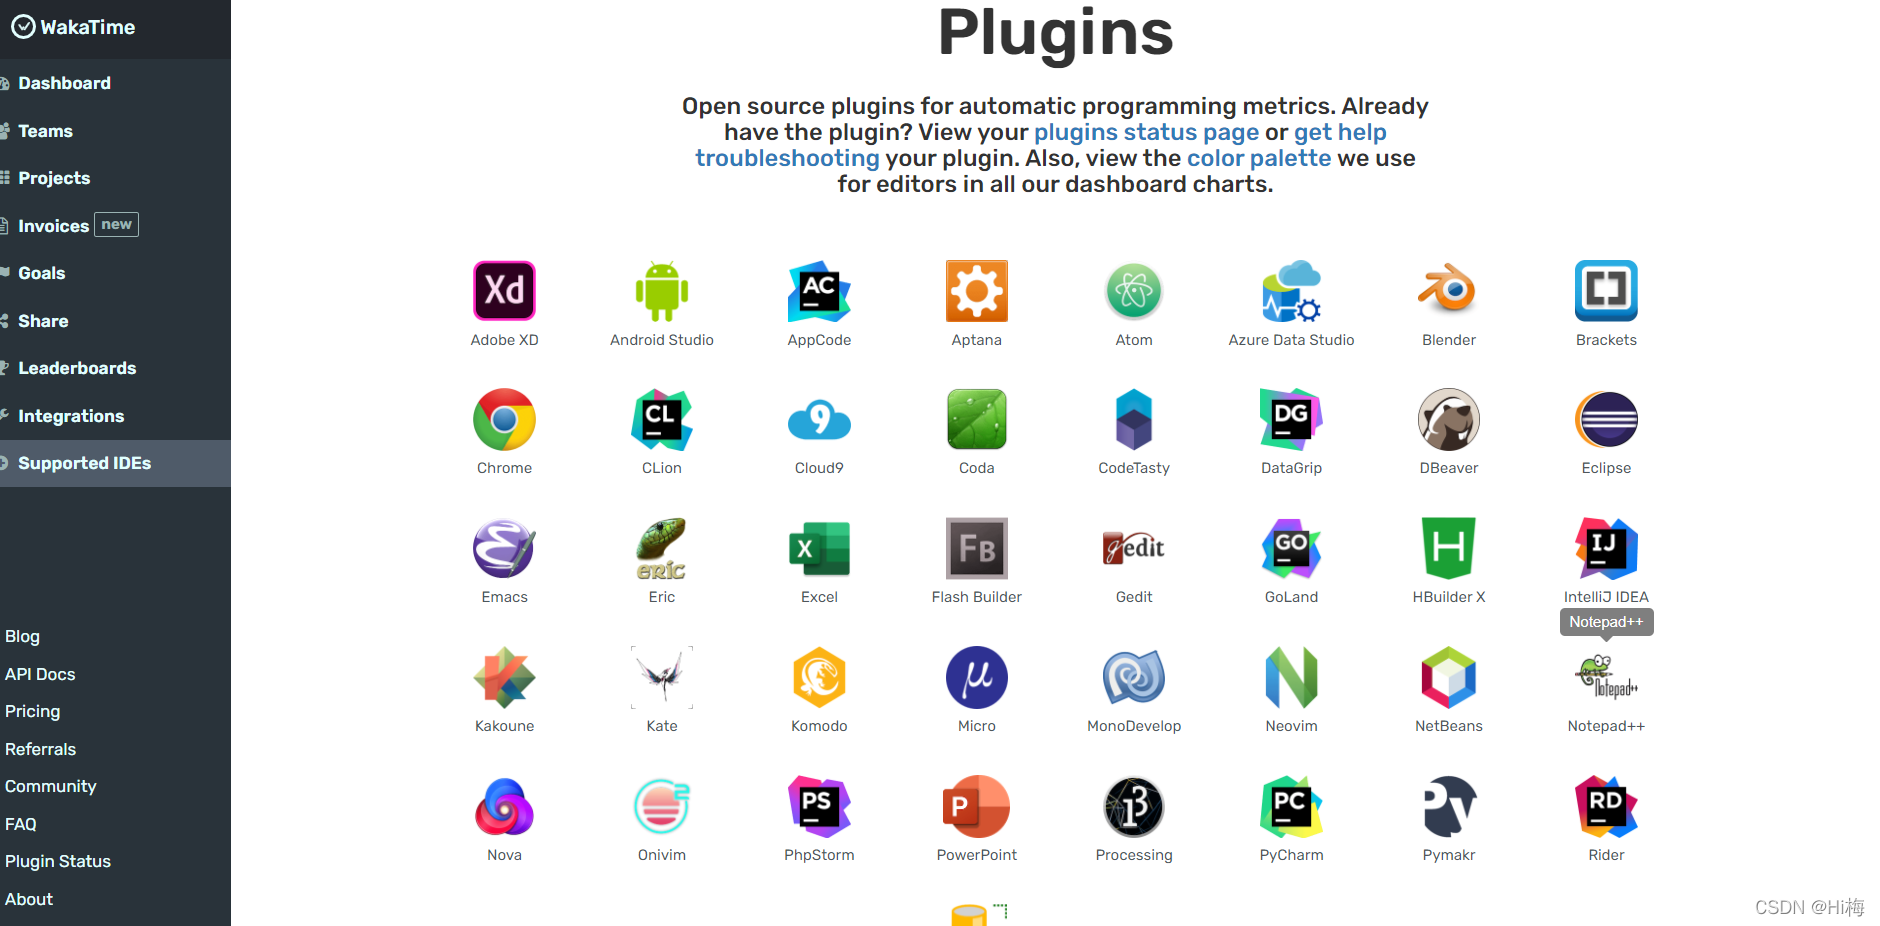 WakaTime
Dashboard
Teams
Projects
Invoices new
Goals
Share
Leaderboards
Integrations
Supported IDEs
Blog
API Docs
Pricing
Referrals
Community
FAQ
Plugin Status
About
Plugins
Open source plugins for automatic programming metrics. Already
have the plugin? View your plugins status page or get help
troubleshooting your plugin. Also, view the color palette we use
for editors in all our dashboard charts.
Xd
AC
Adobe XD
Android Studio
AppCode
Aptana
Atom
Azure Data Studio
Blender
Brackets
CL
9
DG
Chrome
CLion
Cloud9
Coda
CodeTasty
DataGrip
DBeaver
Eclipse
ERIC
X
FB
gedit
GO
H
IJ
Emacs
Eric
Excel
Flash Builder
Gedit
GoLand
HBuilder X
IntelliJ IDEA
Notepad++
μ
Notepad++
Kakoune
Kate
Komodo
Micro
MonoDevelop
Neovim
NetBeans
Notepad++
2
PS
P
13
PC
Py
RD
Nova
Onivim
PhpStorm
PowerPoint
Processing
PyCharm
Pymakr
Rider
CSDN @Hi梅